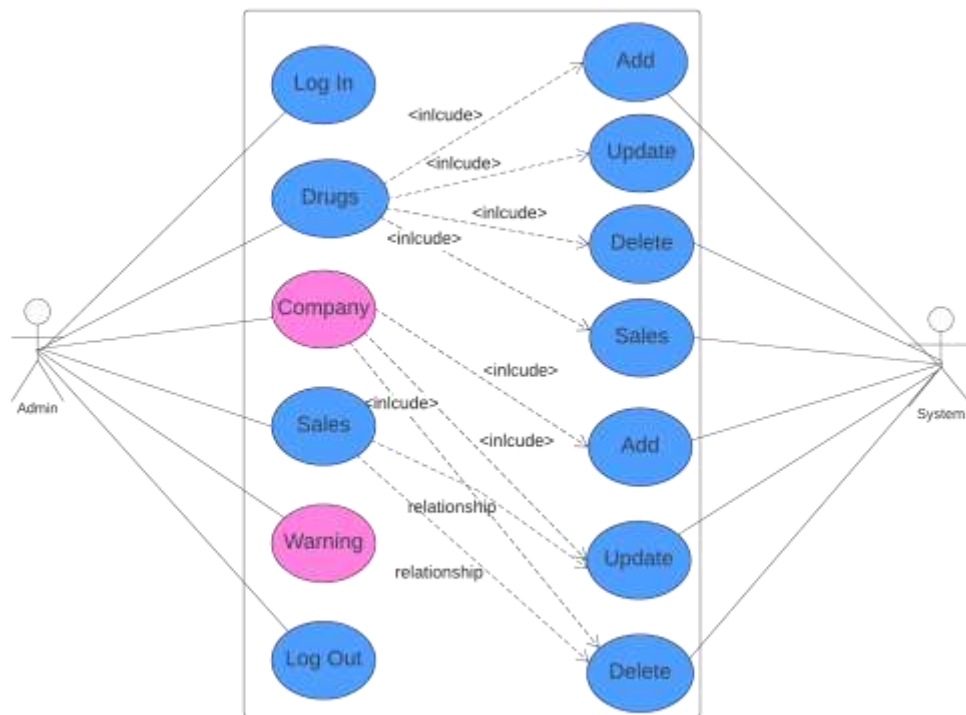 Add
Log In
<inlcude>
Update
<inlcude>
Drugs
<inlcude>
<inlcude>
Delete
Company
Sales
<inlcude>
Admin
System
<inlcude>
Sales
<inlcude>
Add
relationship
Warning
Update
relationship
Log Out
Delete